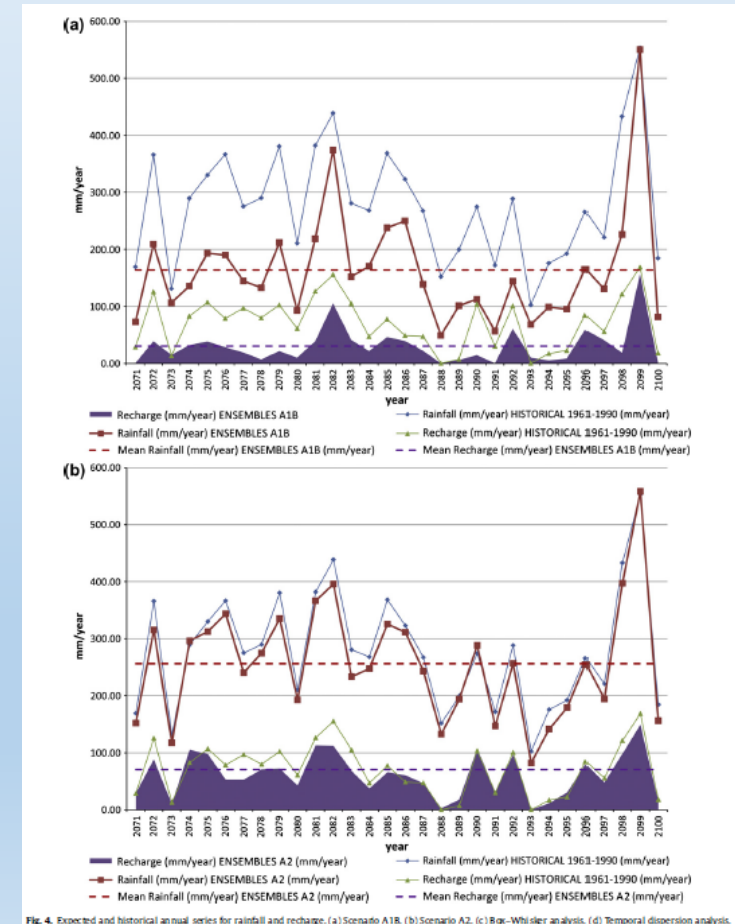 (a)
600.00
500.00
400.00
300.00
200.00
100.00
0.00
mm/year
2071 2072 2073 2074 2075 2076 2077 2078 2079 2080 2081 2082 2083 2084 2085 2086 2087 2088 2089 2090 2091 2092 2093 2094 2095 2096 2097 2098 2099 2100
year
Recharge (mm/year) ENSEMBLES A1B Rainfall (mm/year) HISTORICAL 1961-1990 (mm/year)
Rainfall (mm/year) ENSEMBLES A1B Recharge (mm/year) HISTORICAL 1961-1990 (mm/year)
Mean Rainfall (mm/year) ENSEMBLES A1B (mm/year) Mean Recharge (mm/year) ENSEMBLES A1B (mm/year)
(b)
600.00
500.00
400.00
300.00
200.00
100.00
0.00
mm/year
2071 2072 2073 2074 2075 2076 2077 2078 2079 2080 2081 2082 2083 2084 2085 2086 2087 2088 2089 2090 2091 2092 2093 2094 2095 2096 2097 2098 2099 2100
year
Recharge (mm/year) ENSEMBLES A2 (mm/year) Rainfall (mm/year) HISTORICAL 1961-1990 (mm/year)
Rainfall (mm/year) ENSEMBLES A2 (mm/year) Recharge (mm/year) HISTORICAL 1961-1990 (mm/year)
Mean Rainfall (mm/year) ENSEMBLES A2 (mm/year) Mean Recharge (mm/year) ENSEMBLES A2 (mm/year)
Fig. 4. Expected and historical annual series for rainfall and recharge. (a) Scenario A1B. (b) Scenario A2. (c) Box–Whisker analysis. (d) Temporal dispersion analysis.